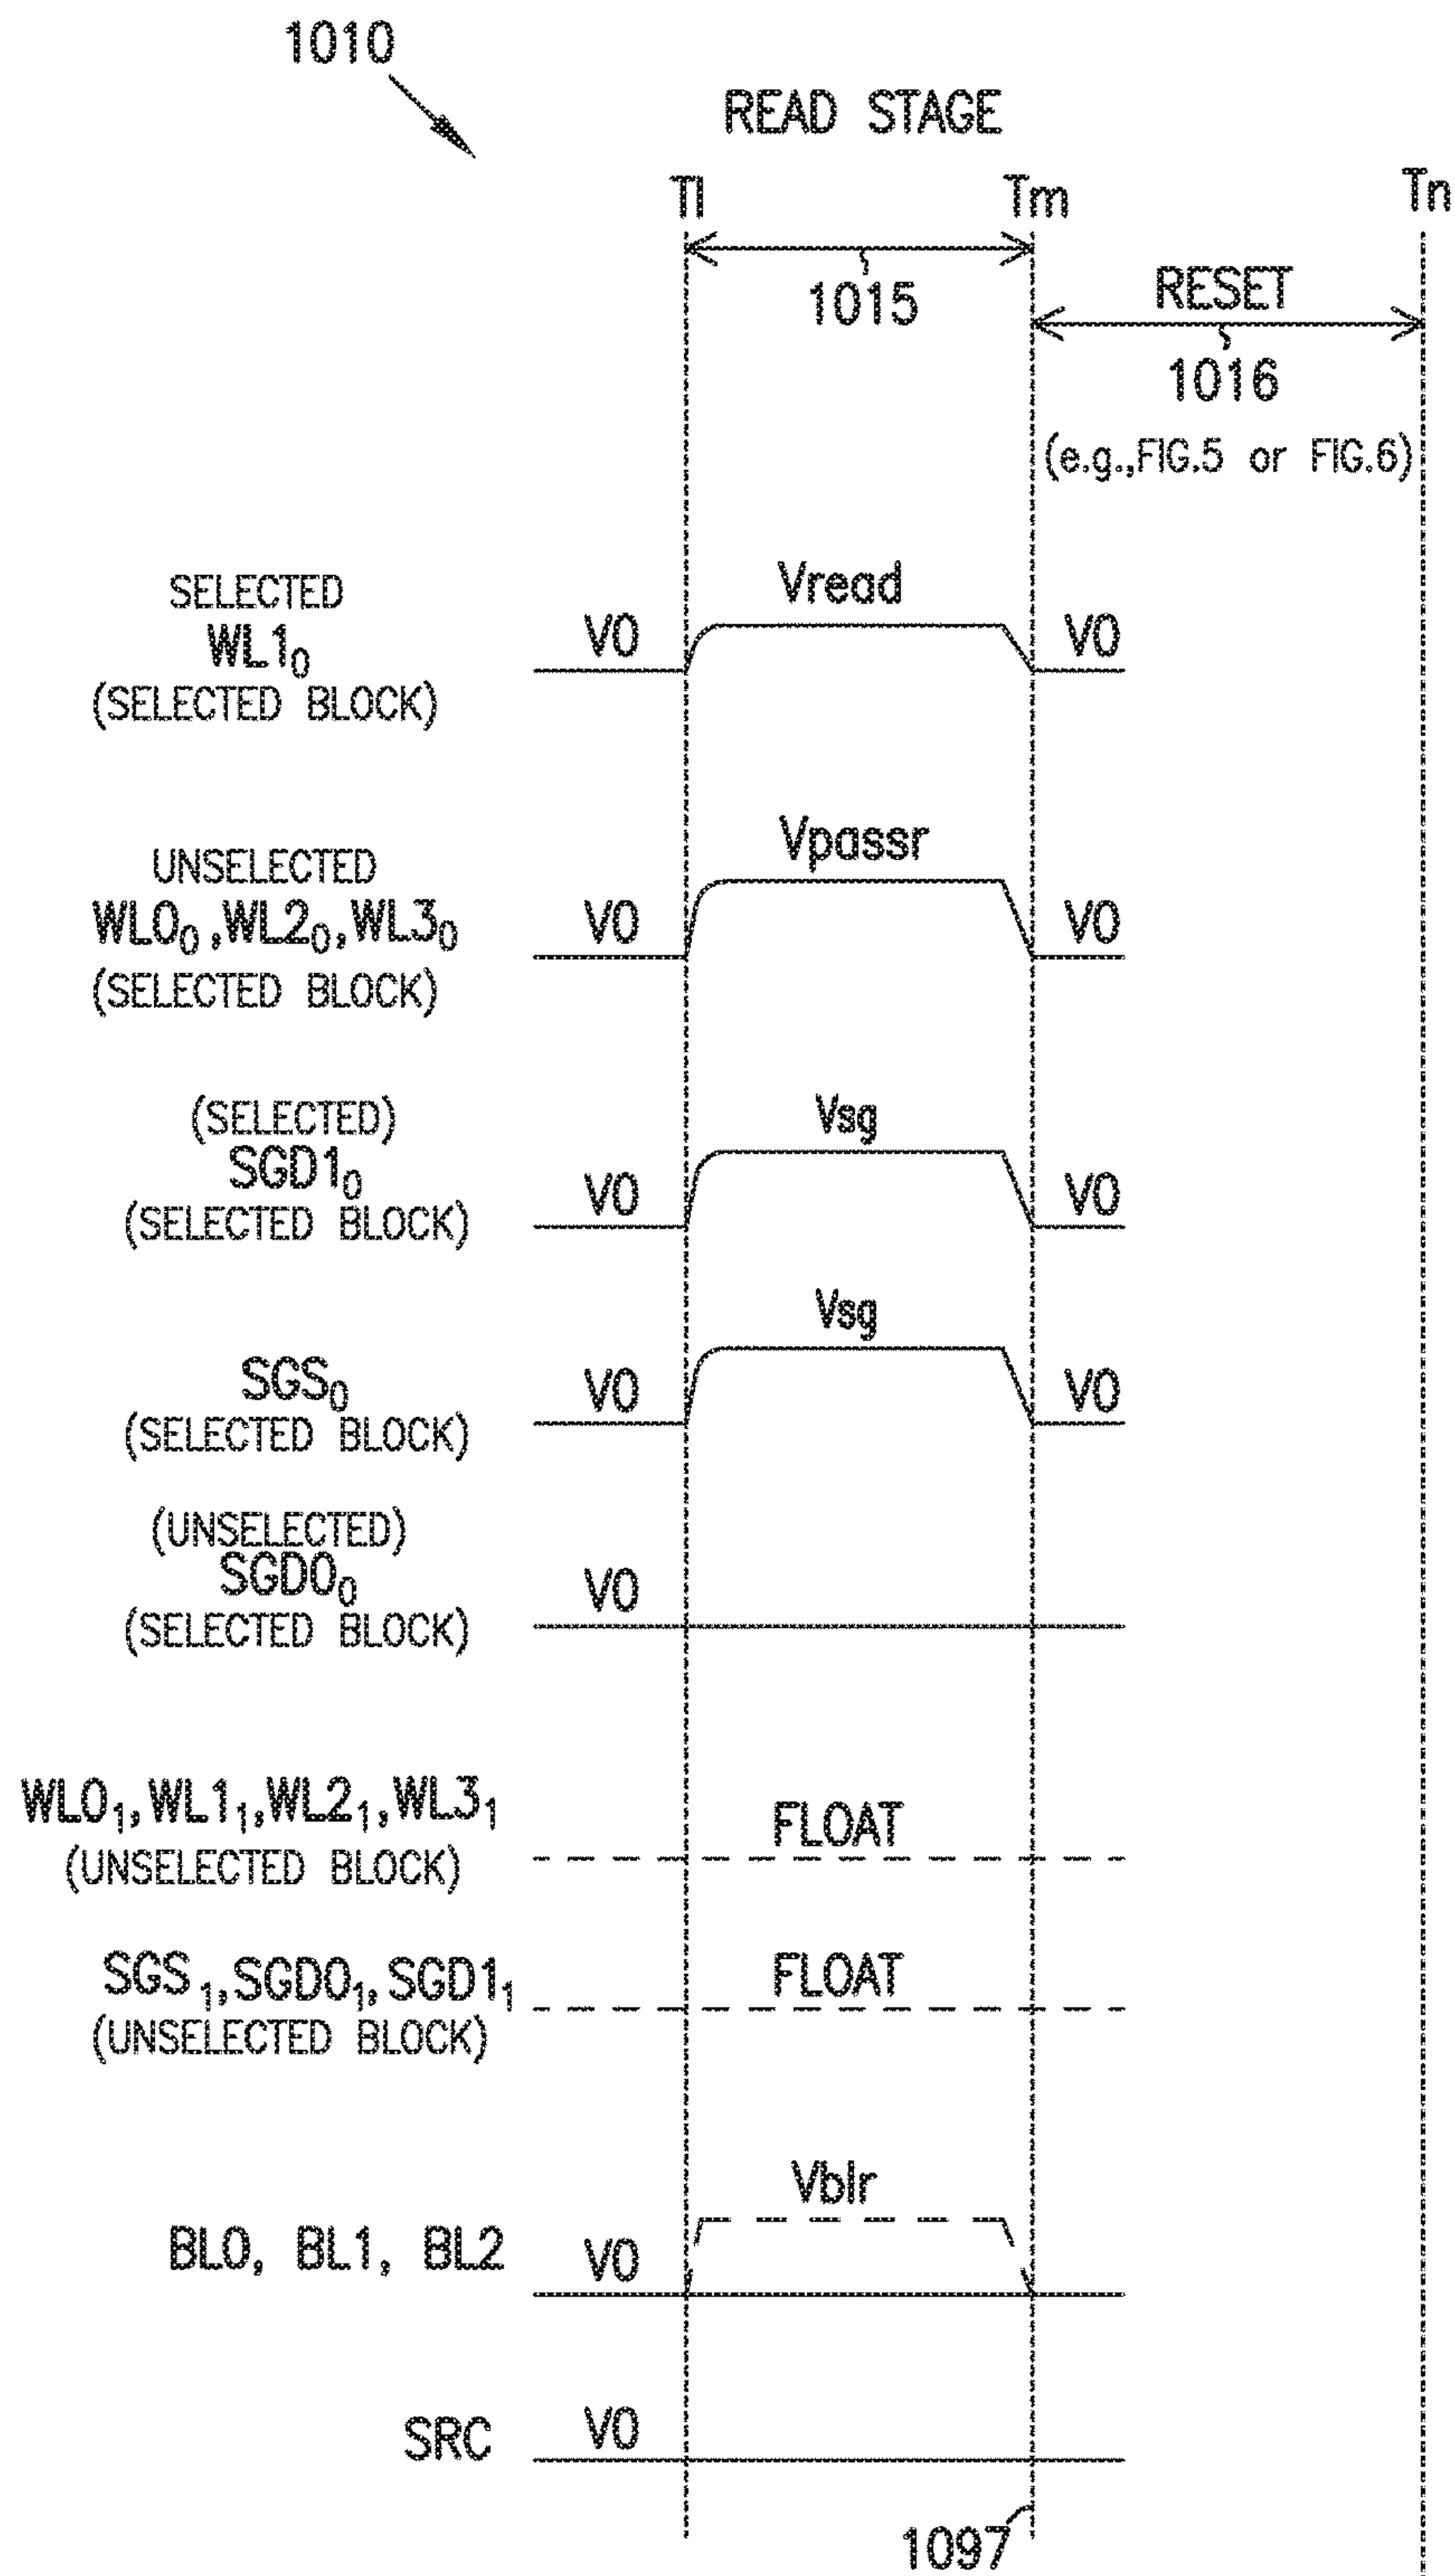 1010
READ STAGE
Tl Tm Tn
1015
RESET
1016
(e.g.,FIG.5 or FIG.6)
SELECTED
WL1₀
(SELECTED BLOCK)
V0 Vread V0
UNSELECTED
WL0₀,WL2₀,WL3₀
(SELECTED BLOCK)
V0 Vpassr V0
(SELECTED)
SGD1₀
(SELECTED BLOCK)
V0 Vsg V0
SGS₀
(SELECTED BLOCK)
V0 Vsg V0
(UNSELECTED)
SGD0₀
(SELECTED BLOCK)
V0
WL0₁,WL1₁,WL2₁,WL3₁
(UNSELECTED BLOCK)
FLOAT
SGS₁,SGD0₁,SGD1₁
(UNSELECTED BLOCK)
FLOAT
BL0, BL1, BL2
V0 Vblr
SRC V0
1097